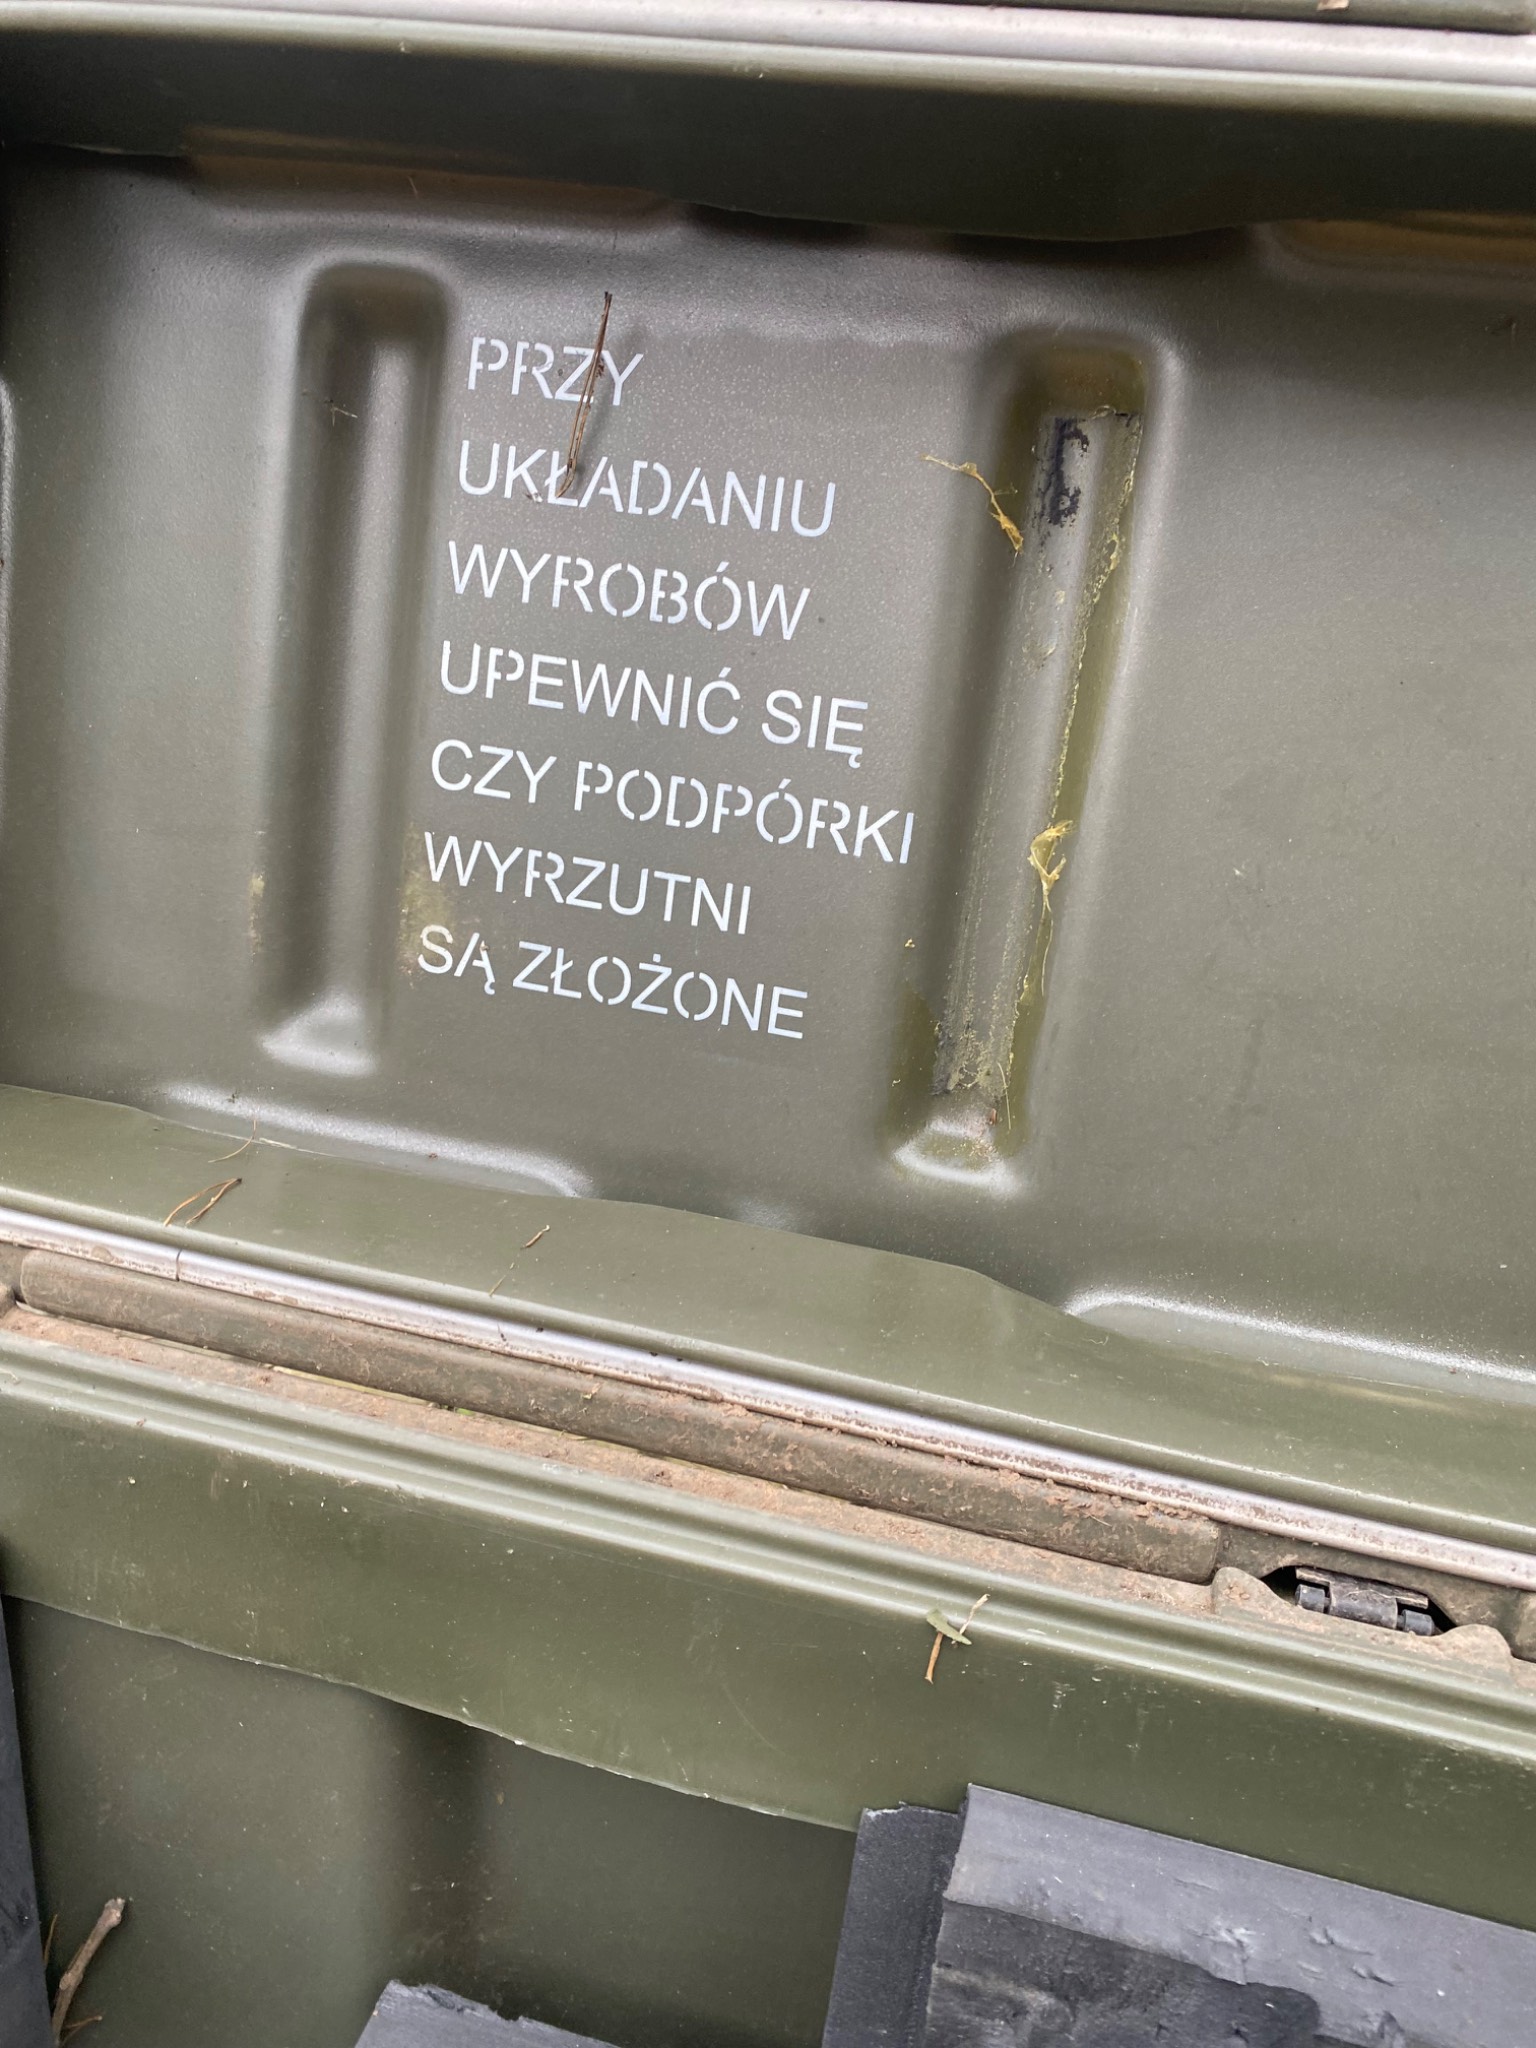 PRZY
UKŁADANIU
WYROBÓW
UPEWNIĆ SIĘ
CZY PODPÓRKI
WYRZUTNI
SĄ ZŁOŻONE